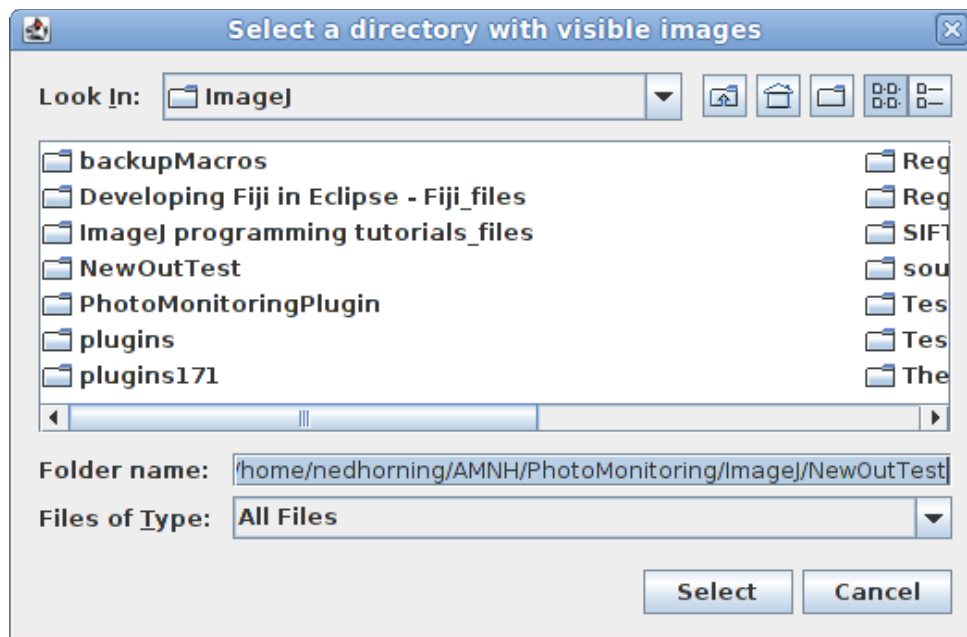 Select a directory with visible images
Look In: ImageJ
backupMacros
Developing Fiji in Eclipse - Fiji_files
ImageJ programming tutorials_files
NewOutTest
PhotoMonitoringPlugin
plugins
plugins171
Reg
Reg
SIFT
sou
Tes
Tes
The
Folder name: /home/nedhorning/AMNH/PhotoMonitoring/ImageJ/NewOutTest
Files of Type: All Files
Select Cancel